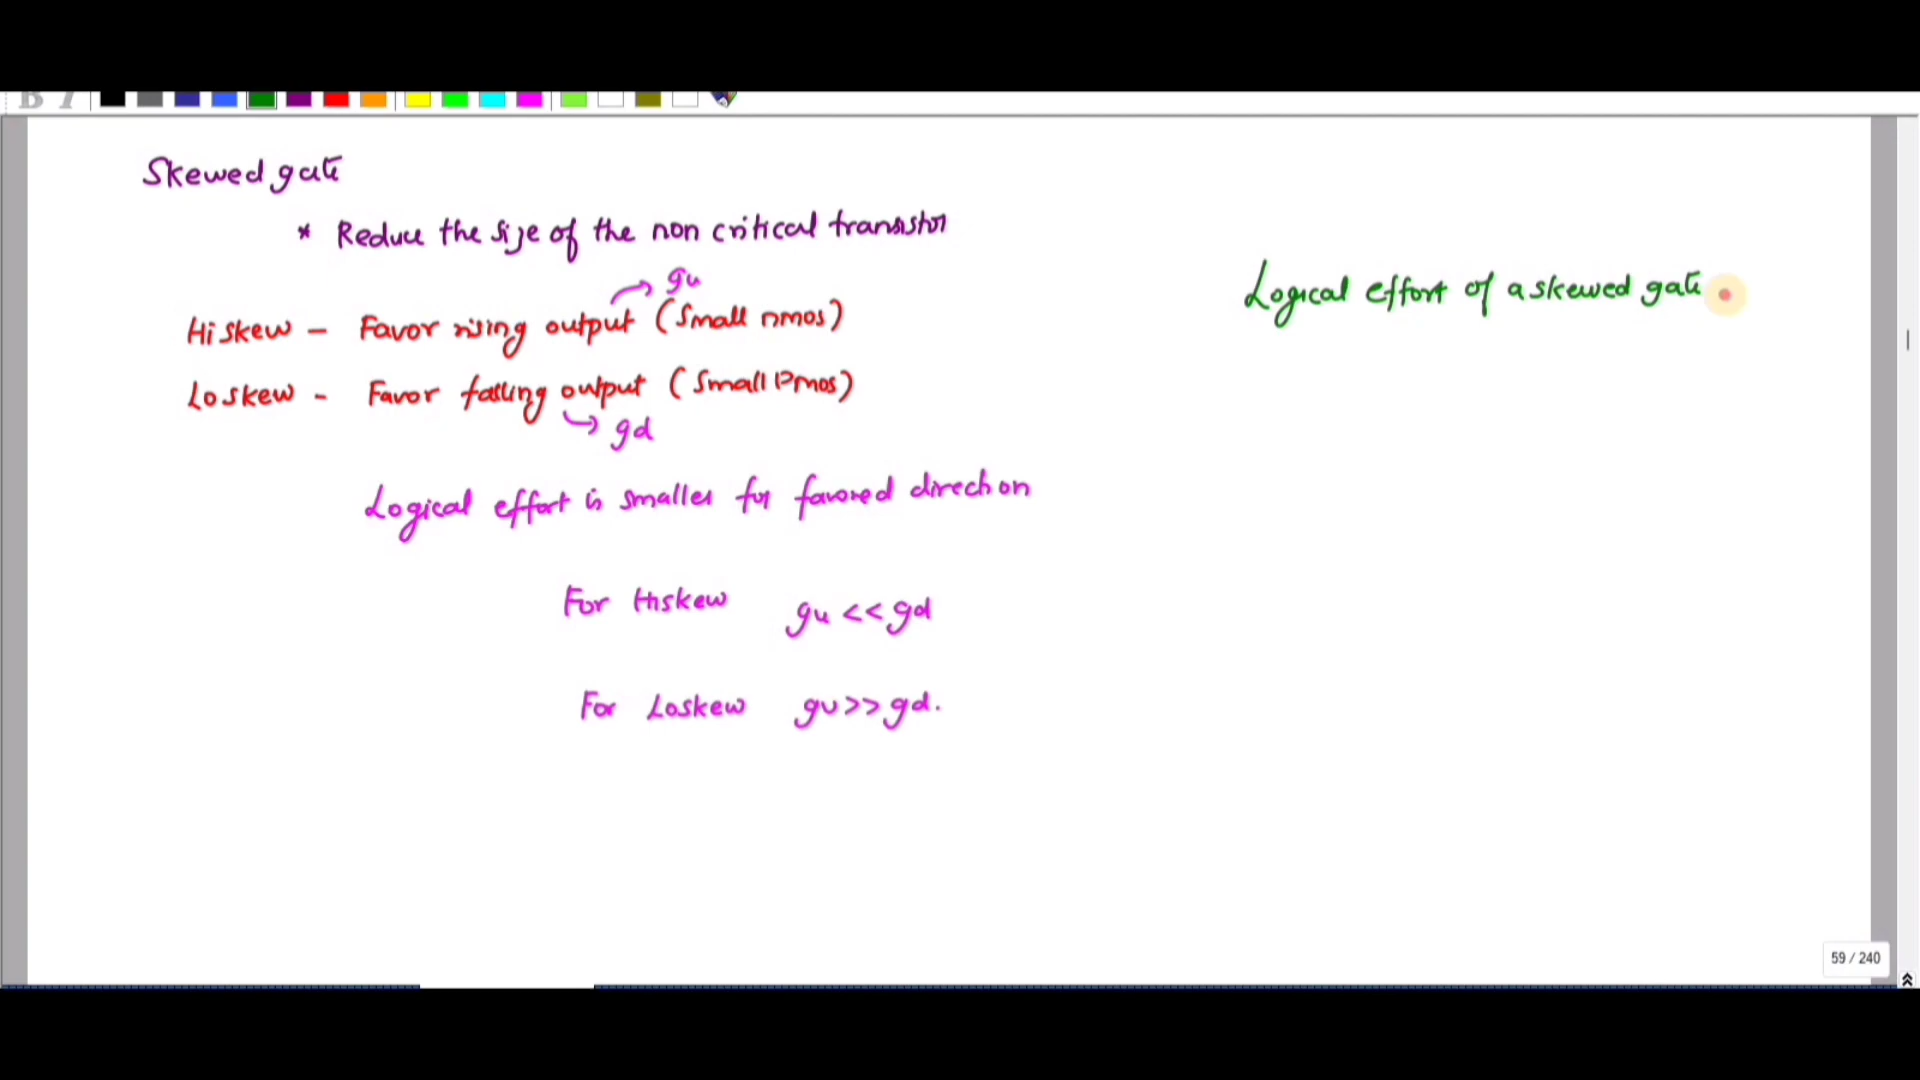 B I
Skewed gate
* Reduce the size of the non critical transistor
gu
Hi skew - Favor rising output (Small nmos)
Lo skew - Favor falling output (Small Pmos)
gd
Logical effort is smaller for favored direction
For Hiskew gu << gd
For Loskew gu >> gd.
Logical effort of a skewed gate
59 / 240